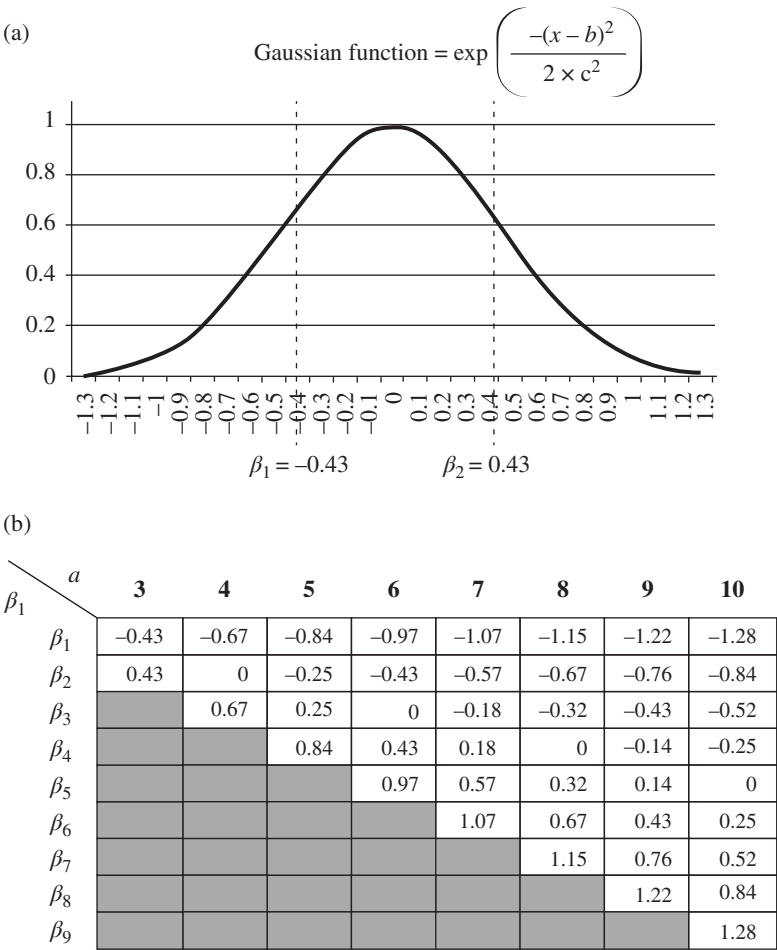 (a)
Gaussian function = exp ( –(x – b)² / 2 × c² )
1
0.8
0.6
0.4
0.2
0
–1.3 –1.2 –1.1 –1 –0.9 –0.8 –0.7 –0.6 –0.5 –0.4 –0.3 –0.2 –0.1 0 0.1 0.2 0.3 0.4 0.5 0.6 0.7 0.8 0.9 1 1.1 1.2 1.3
β₁ = –0.43 β₂ = 0.43
(b)
a 3 4 5 6 7 8 9 10
β₁
β₁ –0.43 –0.67 –0.84 –0.97 –1.07 –1.15 –1.22 –1.28
β₂ 0.43 0 –0.25 –0.43 –0.57 –0.67 –0.76 –0.84
β₃ 0.67 0.25 0 –0.18 –0.32 –0.43 –0.52
β₄ 0.84 0.43 0.18 0 –0.14 –0.25
β₅ 0.97 0.57 0.32 0.14 0
β₆ 1.07 0.67 0.43 0.25
β₇ 1.15 0.76 0.52
β₈ 1.22 0.84
β₉ 1.28